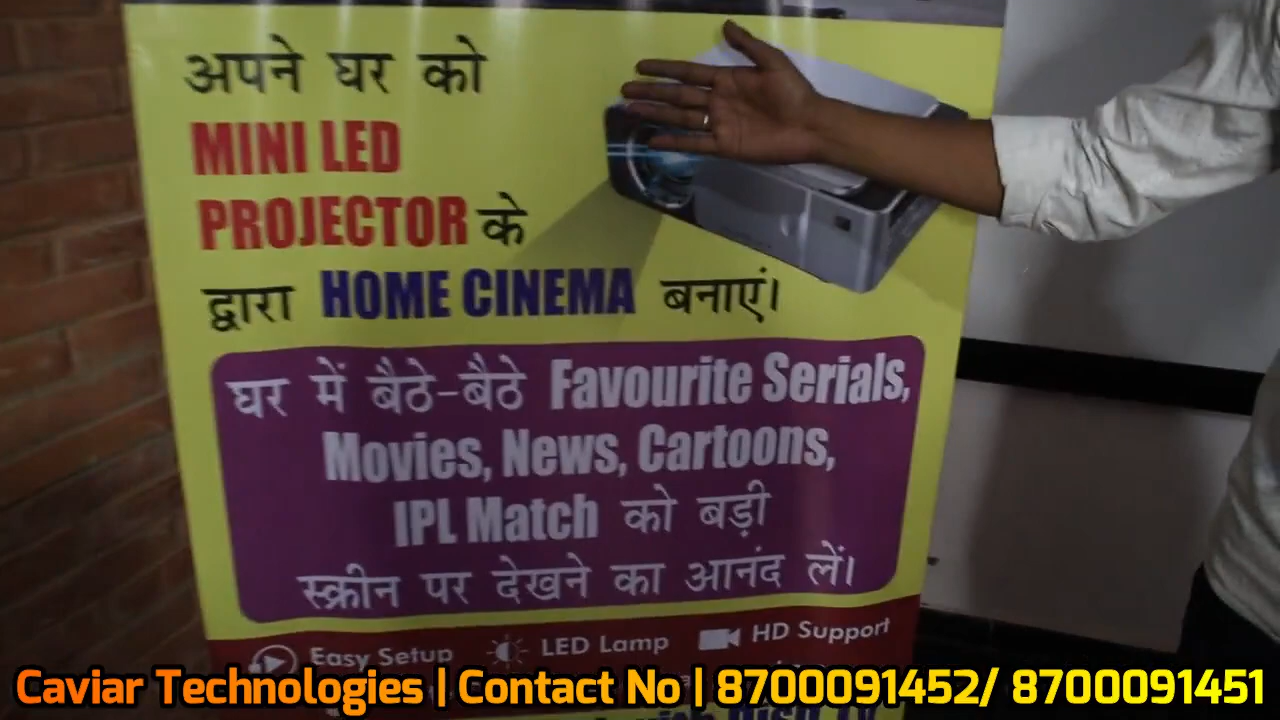 अपने घर को
MINI LED
PROJECTOR के
द्वारा HOME CINEMA बनाएं।
घर में बैठे-बैठे Favourite Serials,
Movies, News, Cartoons,
IPL Match को बड़ी
स्क्रीन पर देखने का आनंद लें।
Easy Setup LED Lamp HD Support
Caviar Technologies | Contact No | 8700091452/ 8700091451